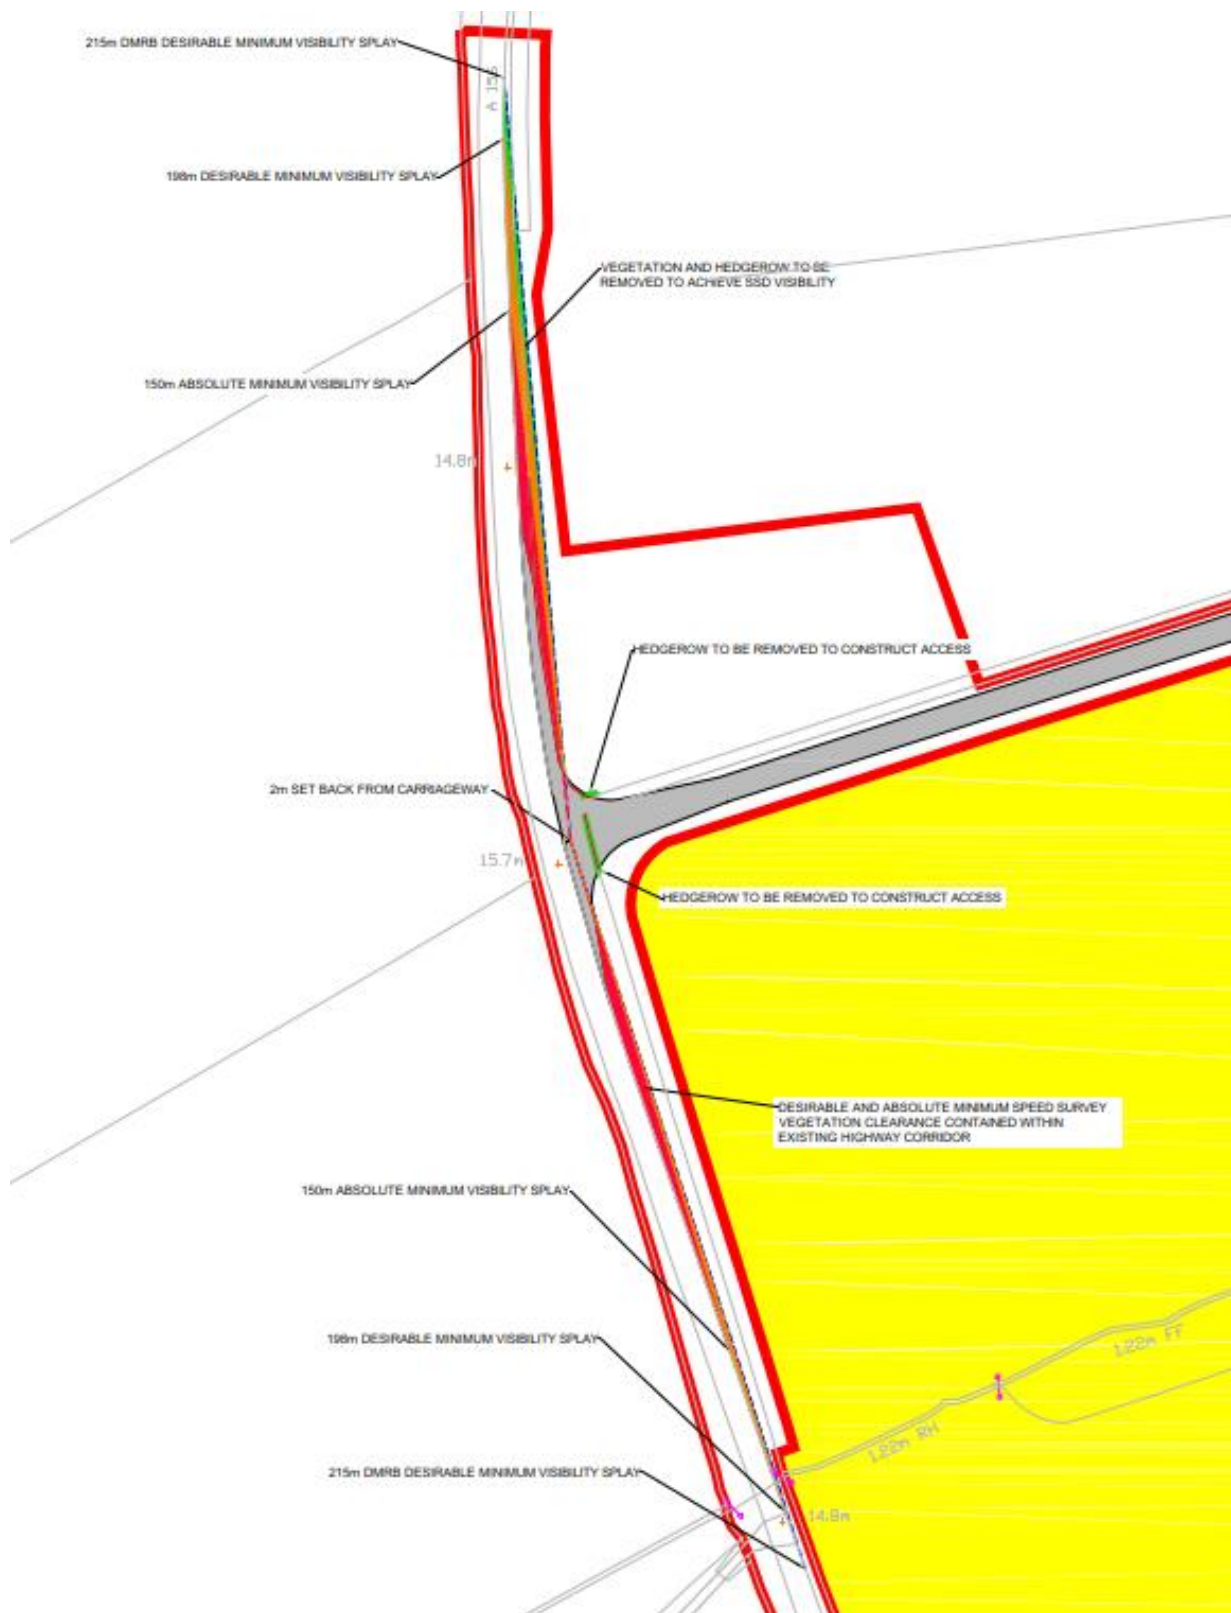 215m DMRB DESIRABLE MINIMUM VISIBILITY SPLAY
198m DESIRABLE MINIMUM VISIBILITY SPLAY
VEGETATION AND HEDGEROW TO BE
REMOVED TO ACHIEVE SSD VISIBILITY
150m ABSOLUTE MINIMUM VISIBILITY SPLAY
14.8m
HEDGEROW TO BE REMOVED TO CONSTRUCT ACCESS
2m SET BACK FROM CARRIAGEWAY
15.7m
HEDGEROW TO BE REMOVED TO CONSTRUCT ACCESS
DESIRABLE AND ABSOLUTE MINIMUM SPEED SURVEY
VEGETATION CLEARANCE CONTAINED WITHIN
EXISTING HIGHWAY CORRIDOR
150m ABSOLUTE MINIMUM VISIBILITY SPLAY
198m DESIRABLE MINIMUM VISIBILITY SPLAY
1.22m FF
1.22m RH
215m DMRB DESIRABLE MINIMUM VISIBILITY SPLAY
14.8m